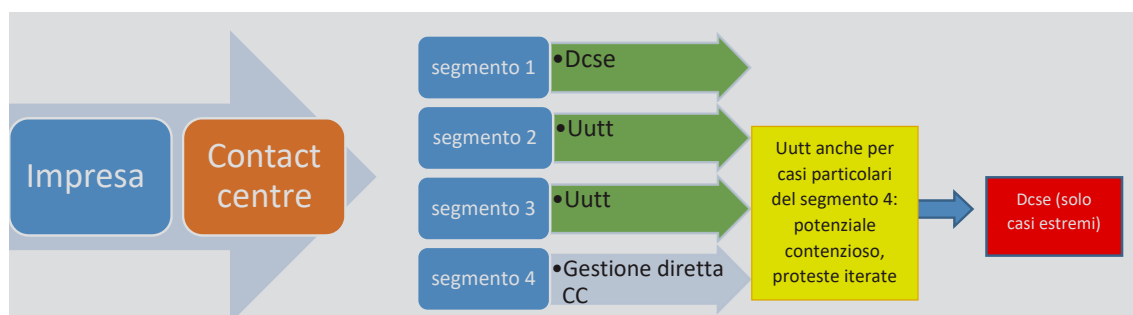 Impresa
Contact
centre
segmento 1
•Dcse
segmento 2
•Uutt
segmento 3
•Uutt
segmento 4
•Gestione diretta
CC
Uutt anche per
casi particolari
del segmento 4:
potenziale
contenzioso,
proteste iterate
Dcse (solo
casi estremi)